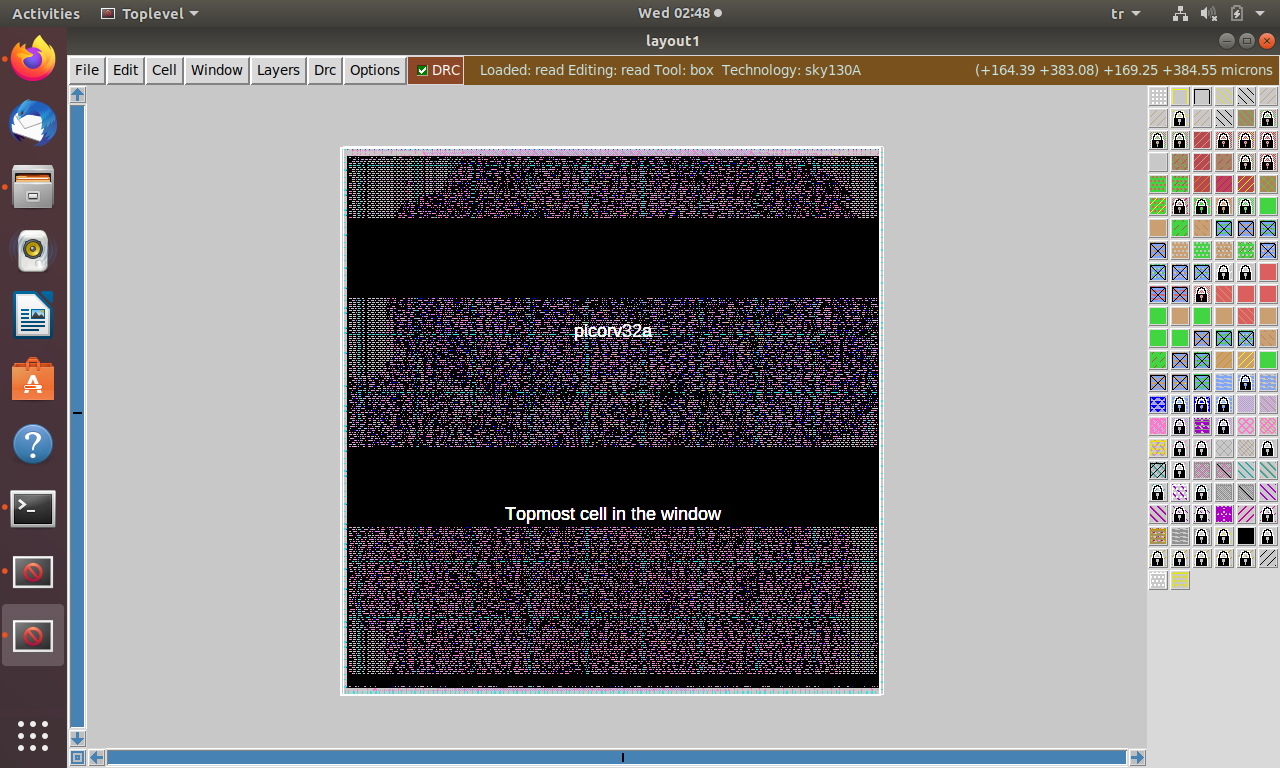 Activities Toplevel Wed 02:48 tr
layout1
File Edit Cell Window Layers Drc Options DRC Loaded: read Editing: read Tool: box Technology: sky130A (+164.39 +383.08) +169.25 +384.55 microns
picorv32a
Topmost cell in the window